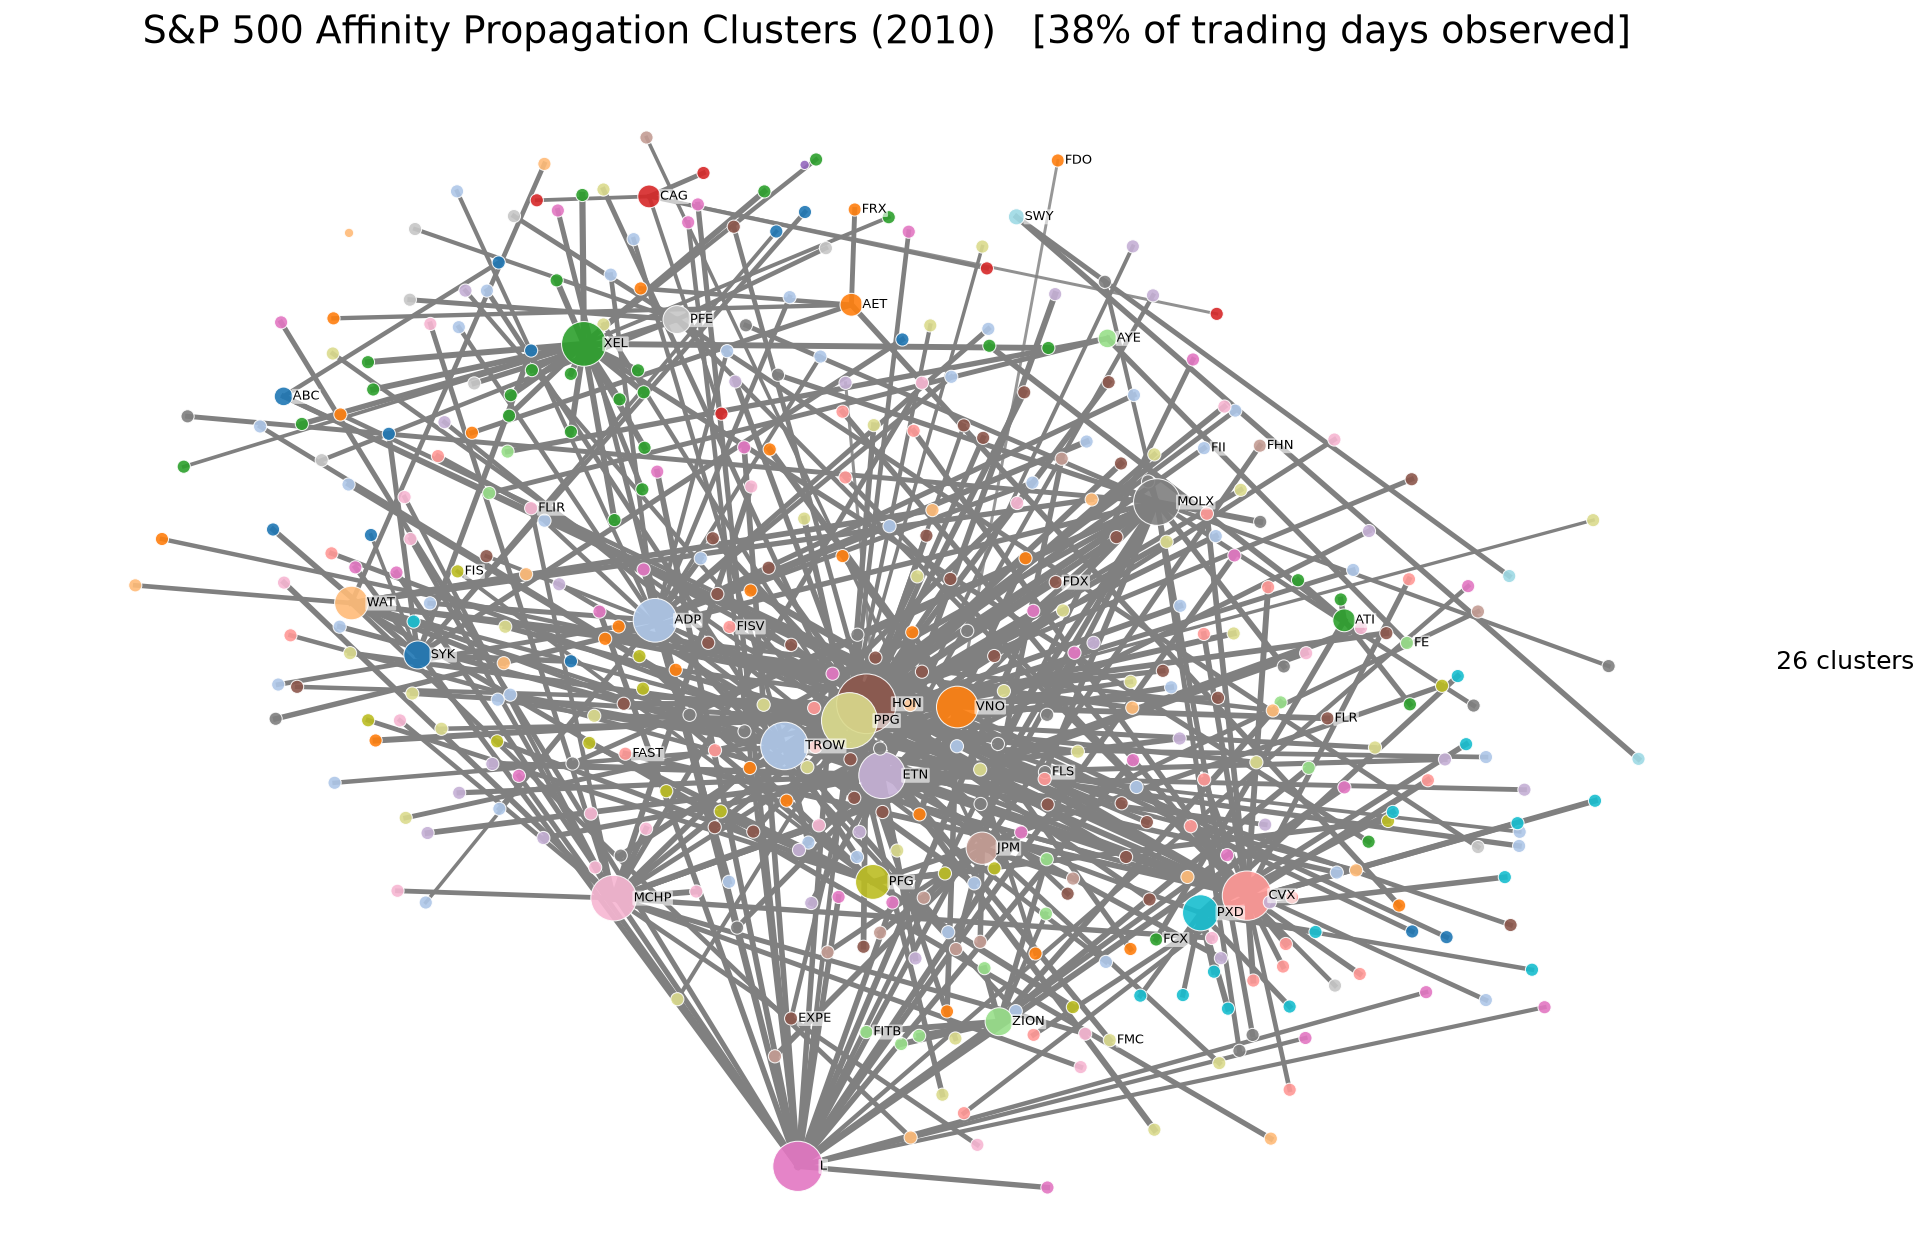 S&P 500 Affinity Propagation Clusters (2010)   [38% of trading days observed]
FDO
CAG
FRX
SWY
AET
PFE
AYE
XEL
ABC
FII
FHN
MOLX
FLIR
FIS
FDX
WAT
ADP
FISV
ATI
FE
SYK
HON
VNO
PPG
FLR
TROW
FAST
ETN
FLS
JPM
PFG
MCHP
CVX
PXD
FCX
EXPE
ZION
FITB
FMC
L
26 clusters